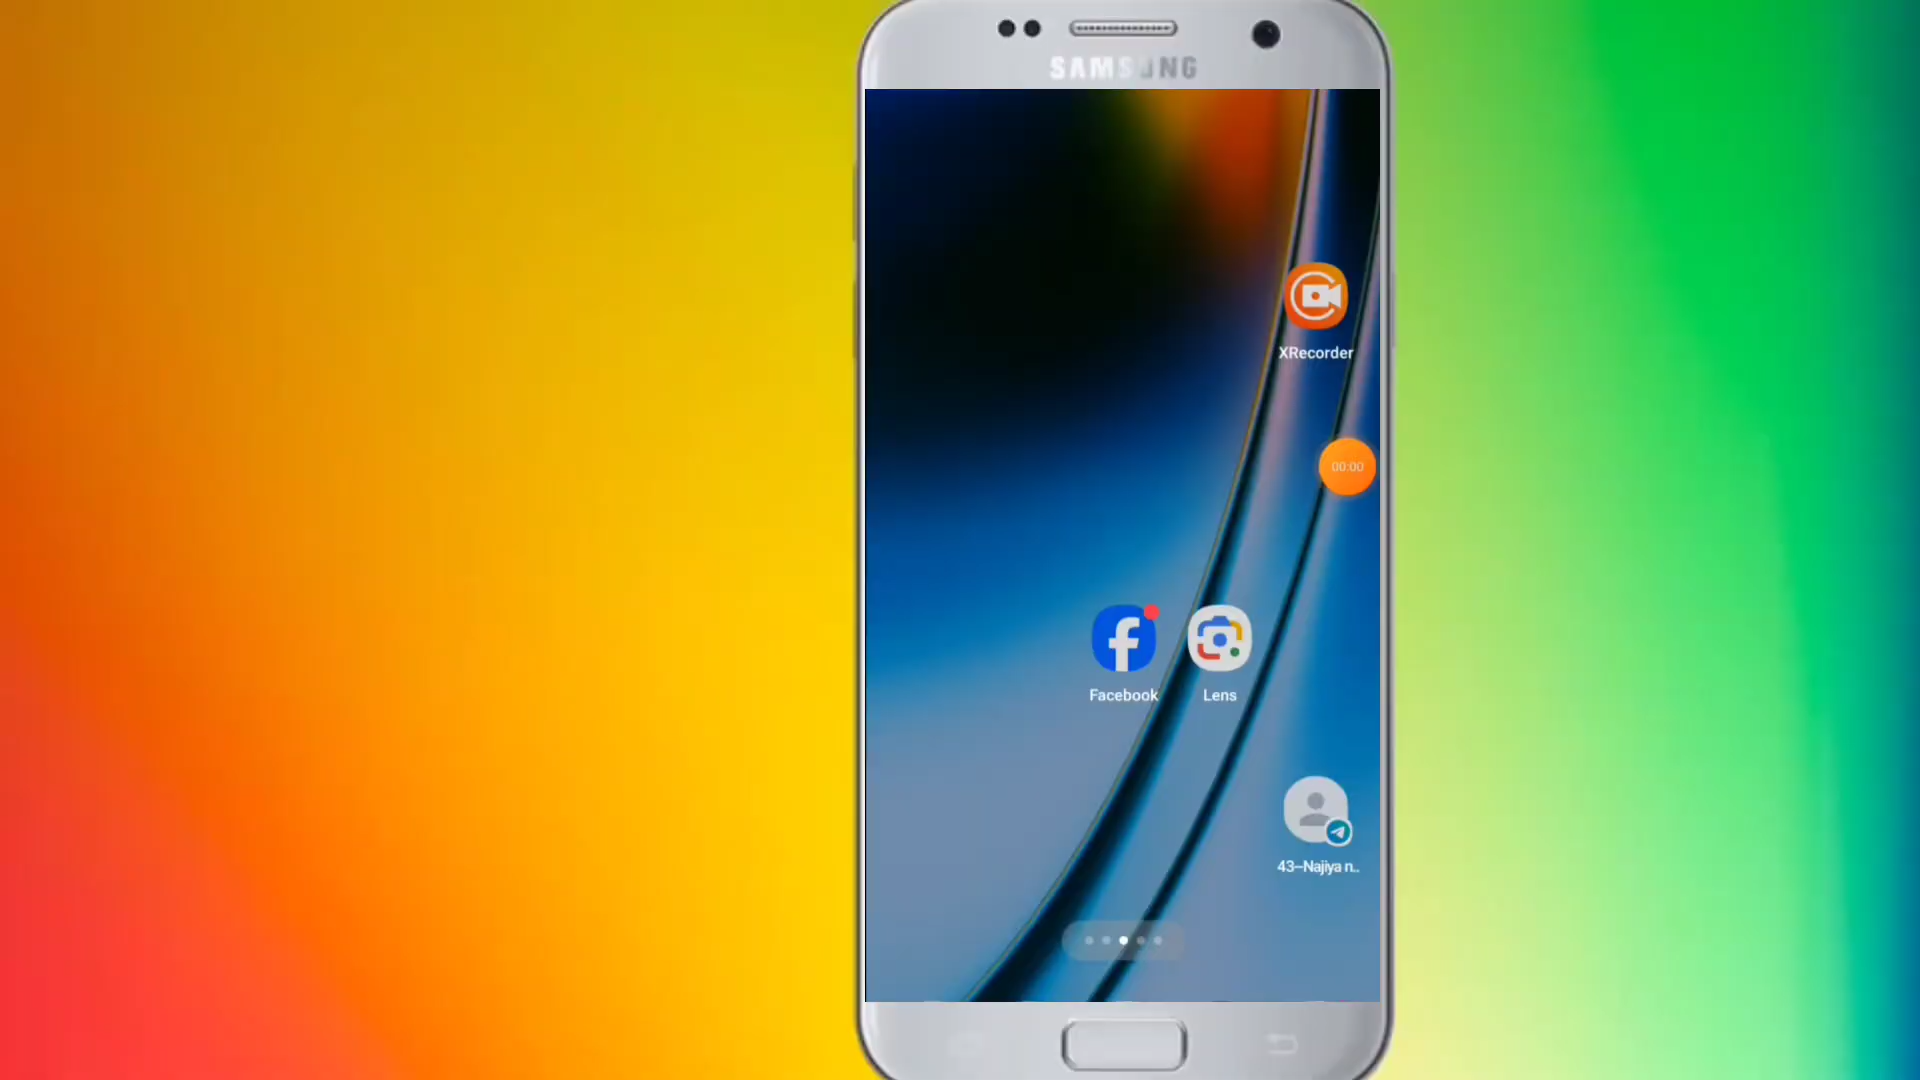 SAMSUNG
XRecorder
00:00
Facebook
Lens
43–Najiya n..